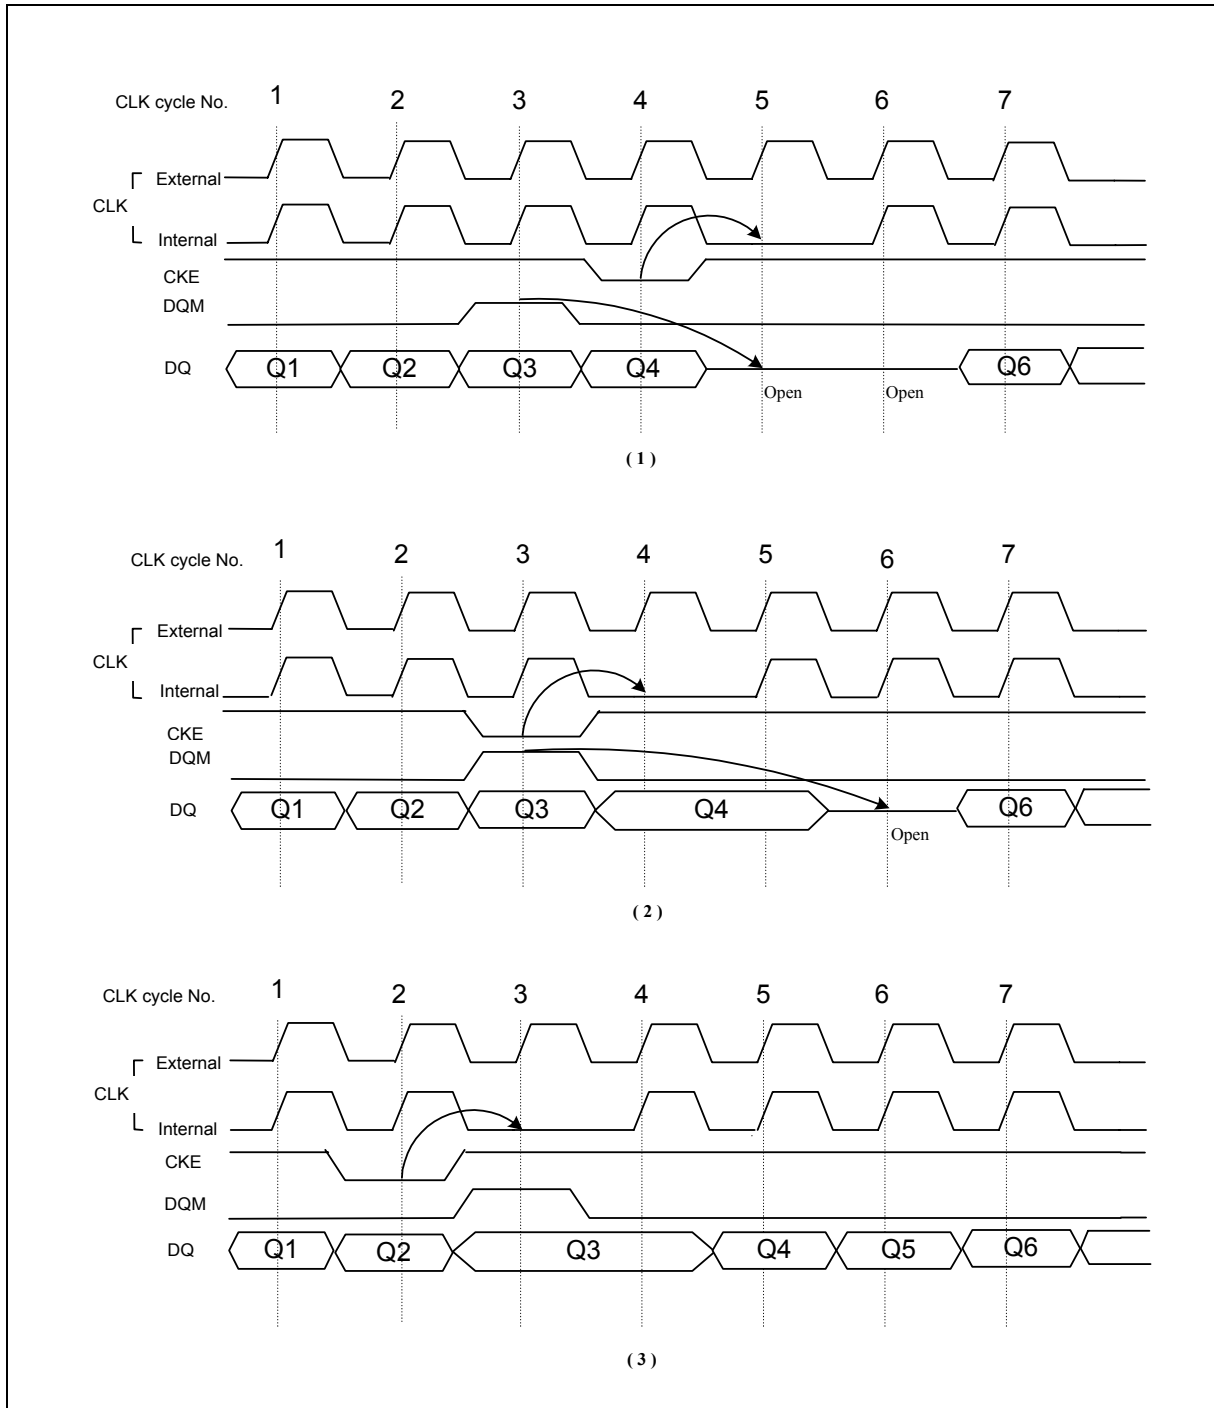 CLK cycle No. 1 2 3 4 5 6 7
External
CLK
Internal
CKE
DQM
DQ Q1 Q2 Q3 Q4 Q6
Open Open
( 1 )
CLK cycle No. 1 2 3 4 5 6 7
External
CLK
Internal
CKE
DQM
DQ Q1 Q2 Q3 Q4 Q6
Open
( 2 )
CLK cycle No. 1 2 3 4 5 6 7
External
CLK
Internal
CKE
DQM
DQ Q1 Q2 Q3 Q4 Q5 Q6
( 3 )